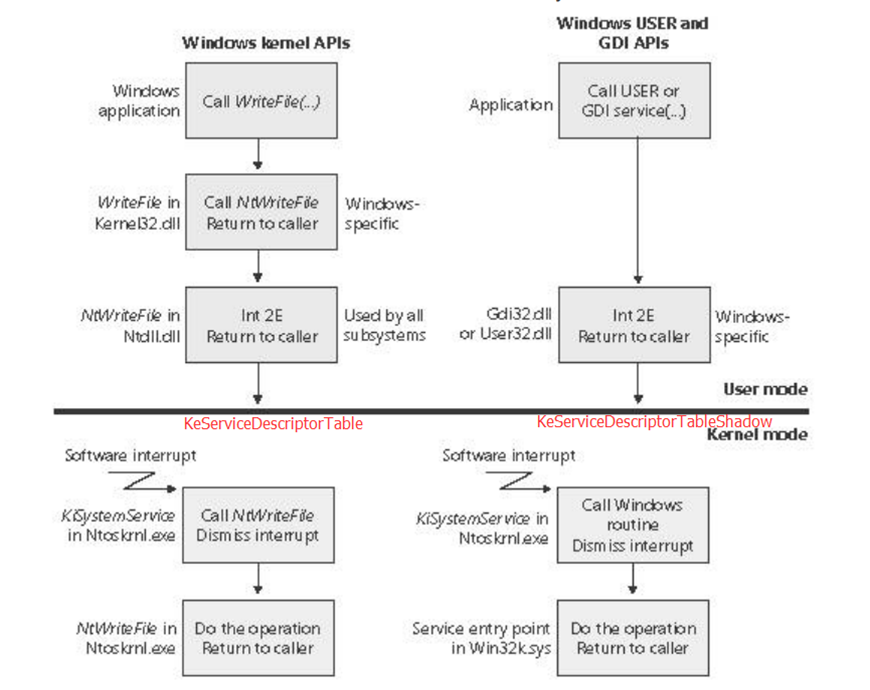 Windows kernel APIs
Windows USER and
GDI APIs
Windows
application
Call WriteFile(...)
Application
Call USER or
GDI service(...)
WriteFile in
Kernel32.dll
Call NtWriteFile
Return to caller
Windows-
specific
NtWriteFile in
Ntdll.dll
Int 2E
Return to caller
Used by all
subsystems
Gdi32.dll
or User32.dll
Int 2E
Return to caller
Windows-
specific
User mode
KeServiceDescriptorTable
KeServiceDescriptorTableShadow
Kernel mode
Software interrupt
KiSystemService
in Ntoskrnl.exe
Call NtWriteFile
Dismiss interrupt
Software interrupt
KiSystemService in
Ntoskrnl.exe
Call Windows
routine
Dismiss interrupt
NtWriteFile in
Ntoskrnl.exe
Do the operation
Return to caller
Service entry point
in Win32k.sys
Do the operation
Return to caller